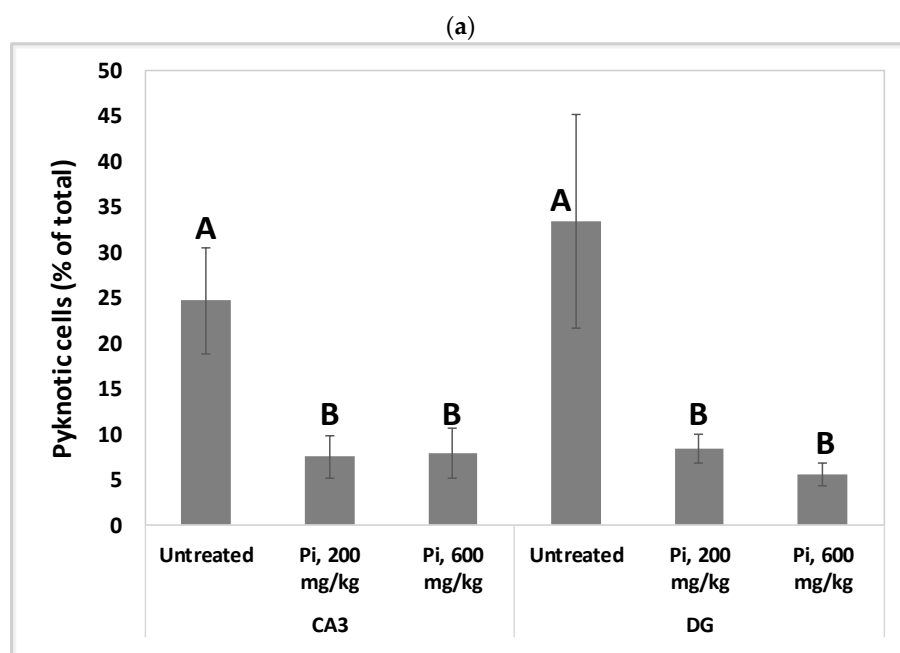 (a)
50
45
40
35
30
25
20
15
10
5
0
Pyknotic cells (% of total)
A
B
B
A
B
B
Untreated
Pi, 200
mg/kg
Pi, 600
mg/kg
Untreated
Pi, 200
mg/kg
Pi, 600
mg/kg
CA3
DG